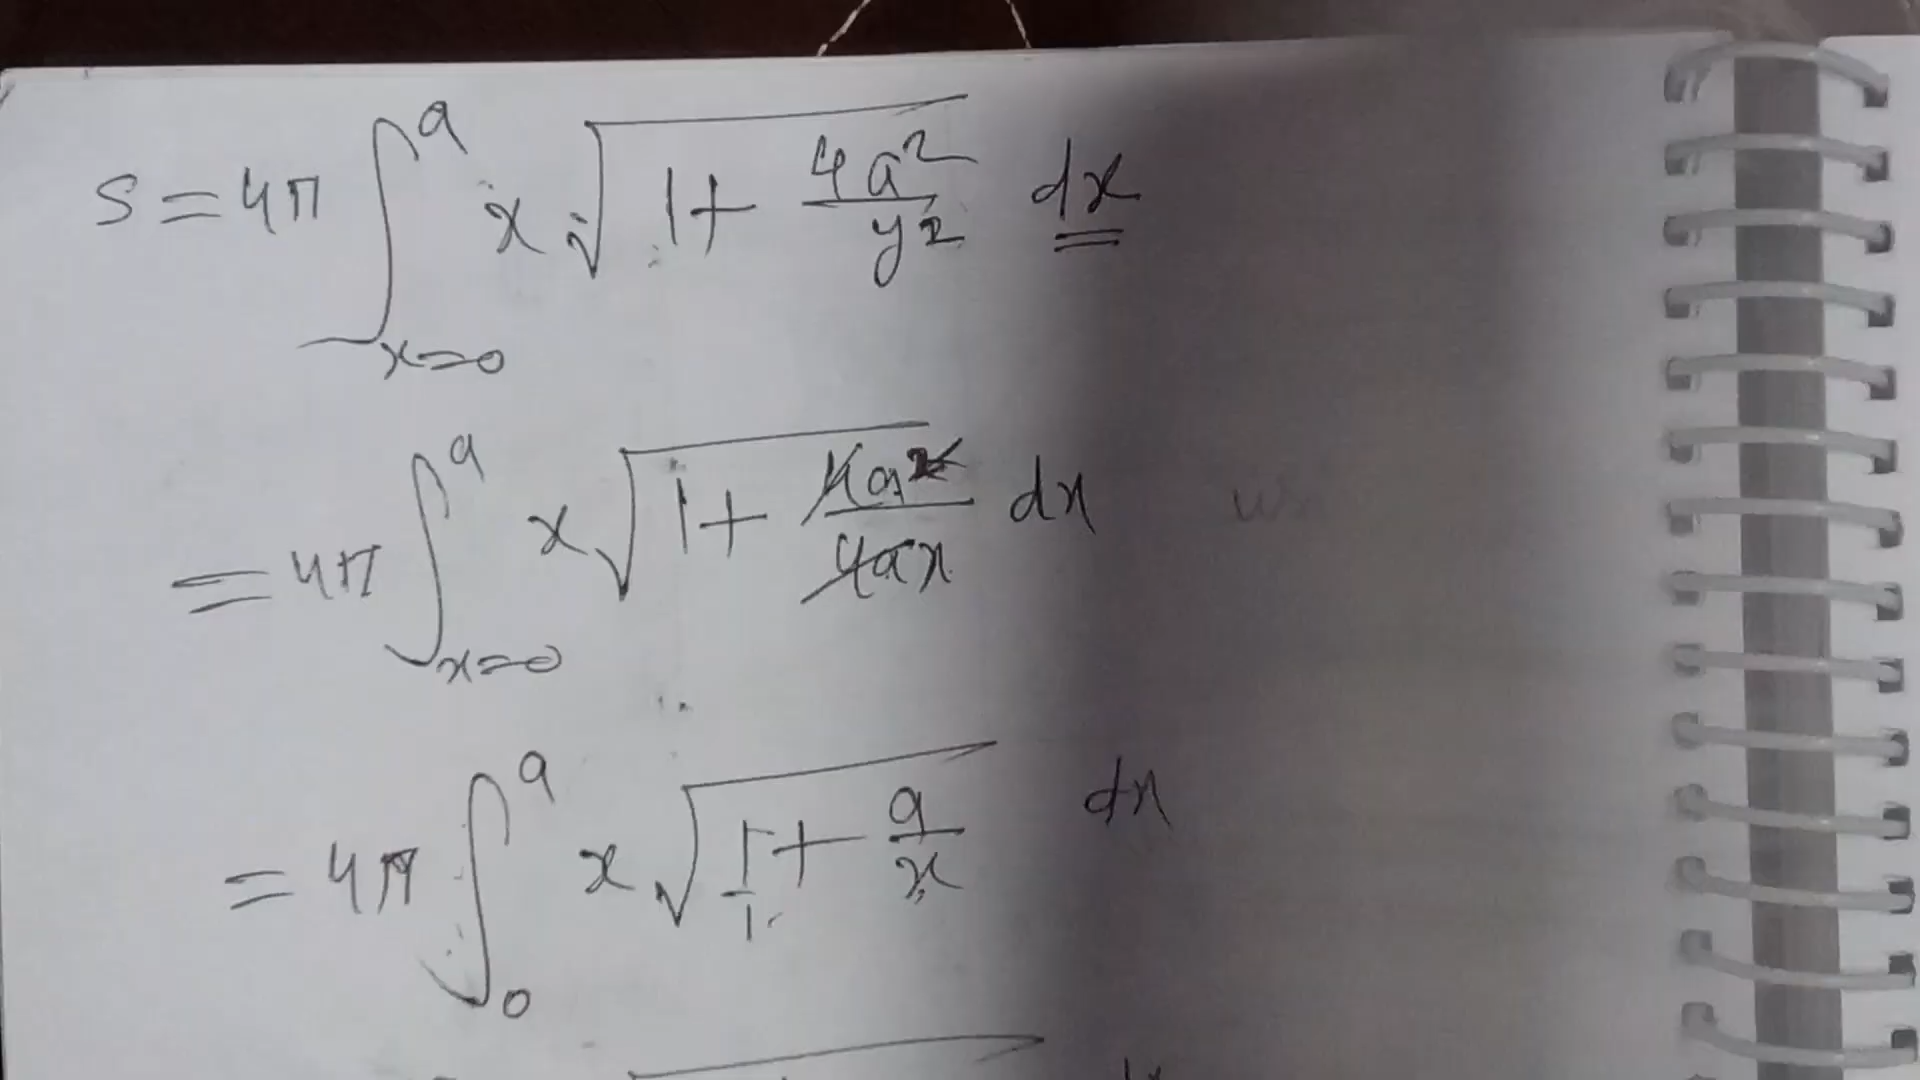 S = 4π ∫_{x=0}^{a} x √(1 + 4a²/y²) dx
= 4π ∫_{x=0}^{a} x √(1 + 4a²/4ax) dx
= 4π ∫_{0}^{a} x √(1/1 + a/x) dx